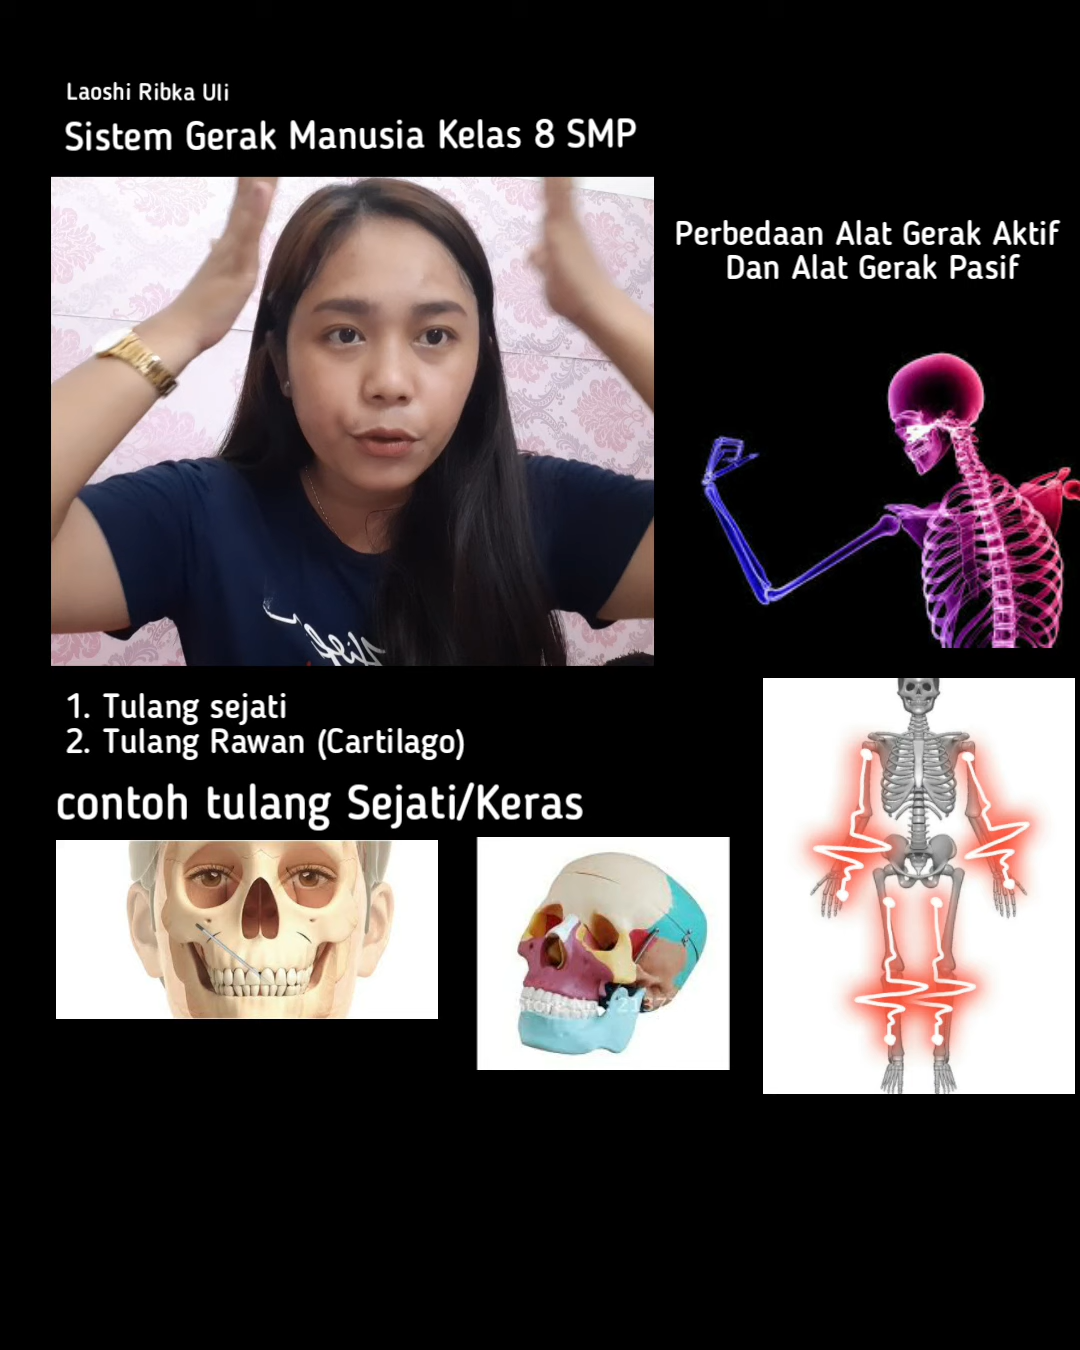 Laoshi Ribka Uli
Sistem Gerak Manusia Kelas 8 SMP
Perbedaan Alat Gerak Aktif
Dan Alat Gerak Pasif
1. Tulang sejati
2. Tulang Rawan (Cartilago)
contoh tulang Sejati/Keras